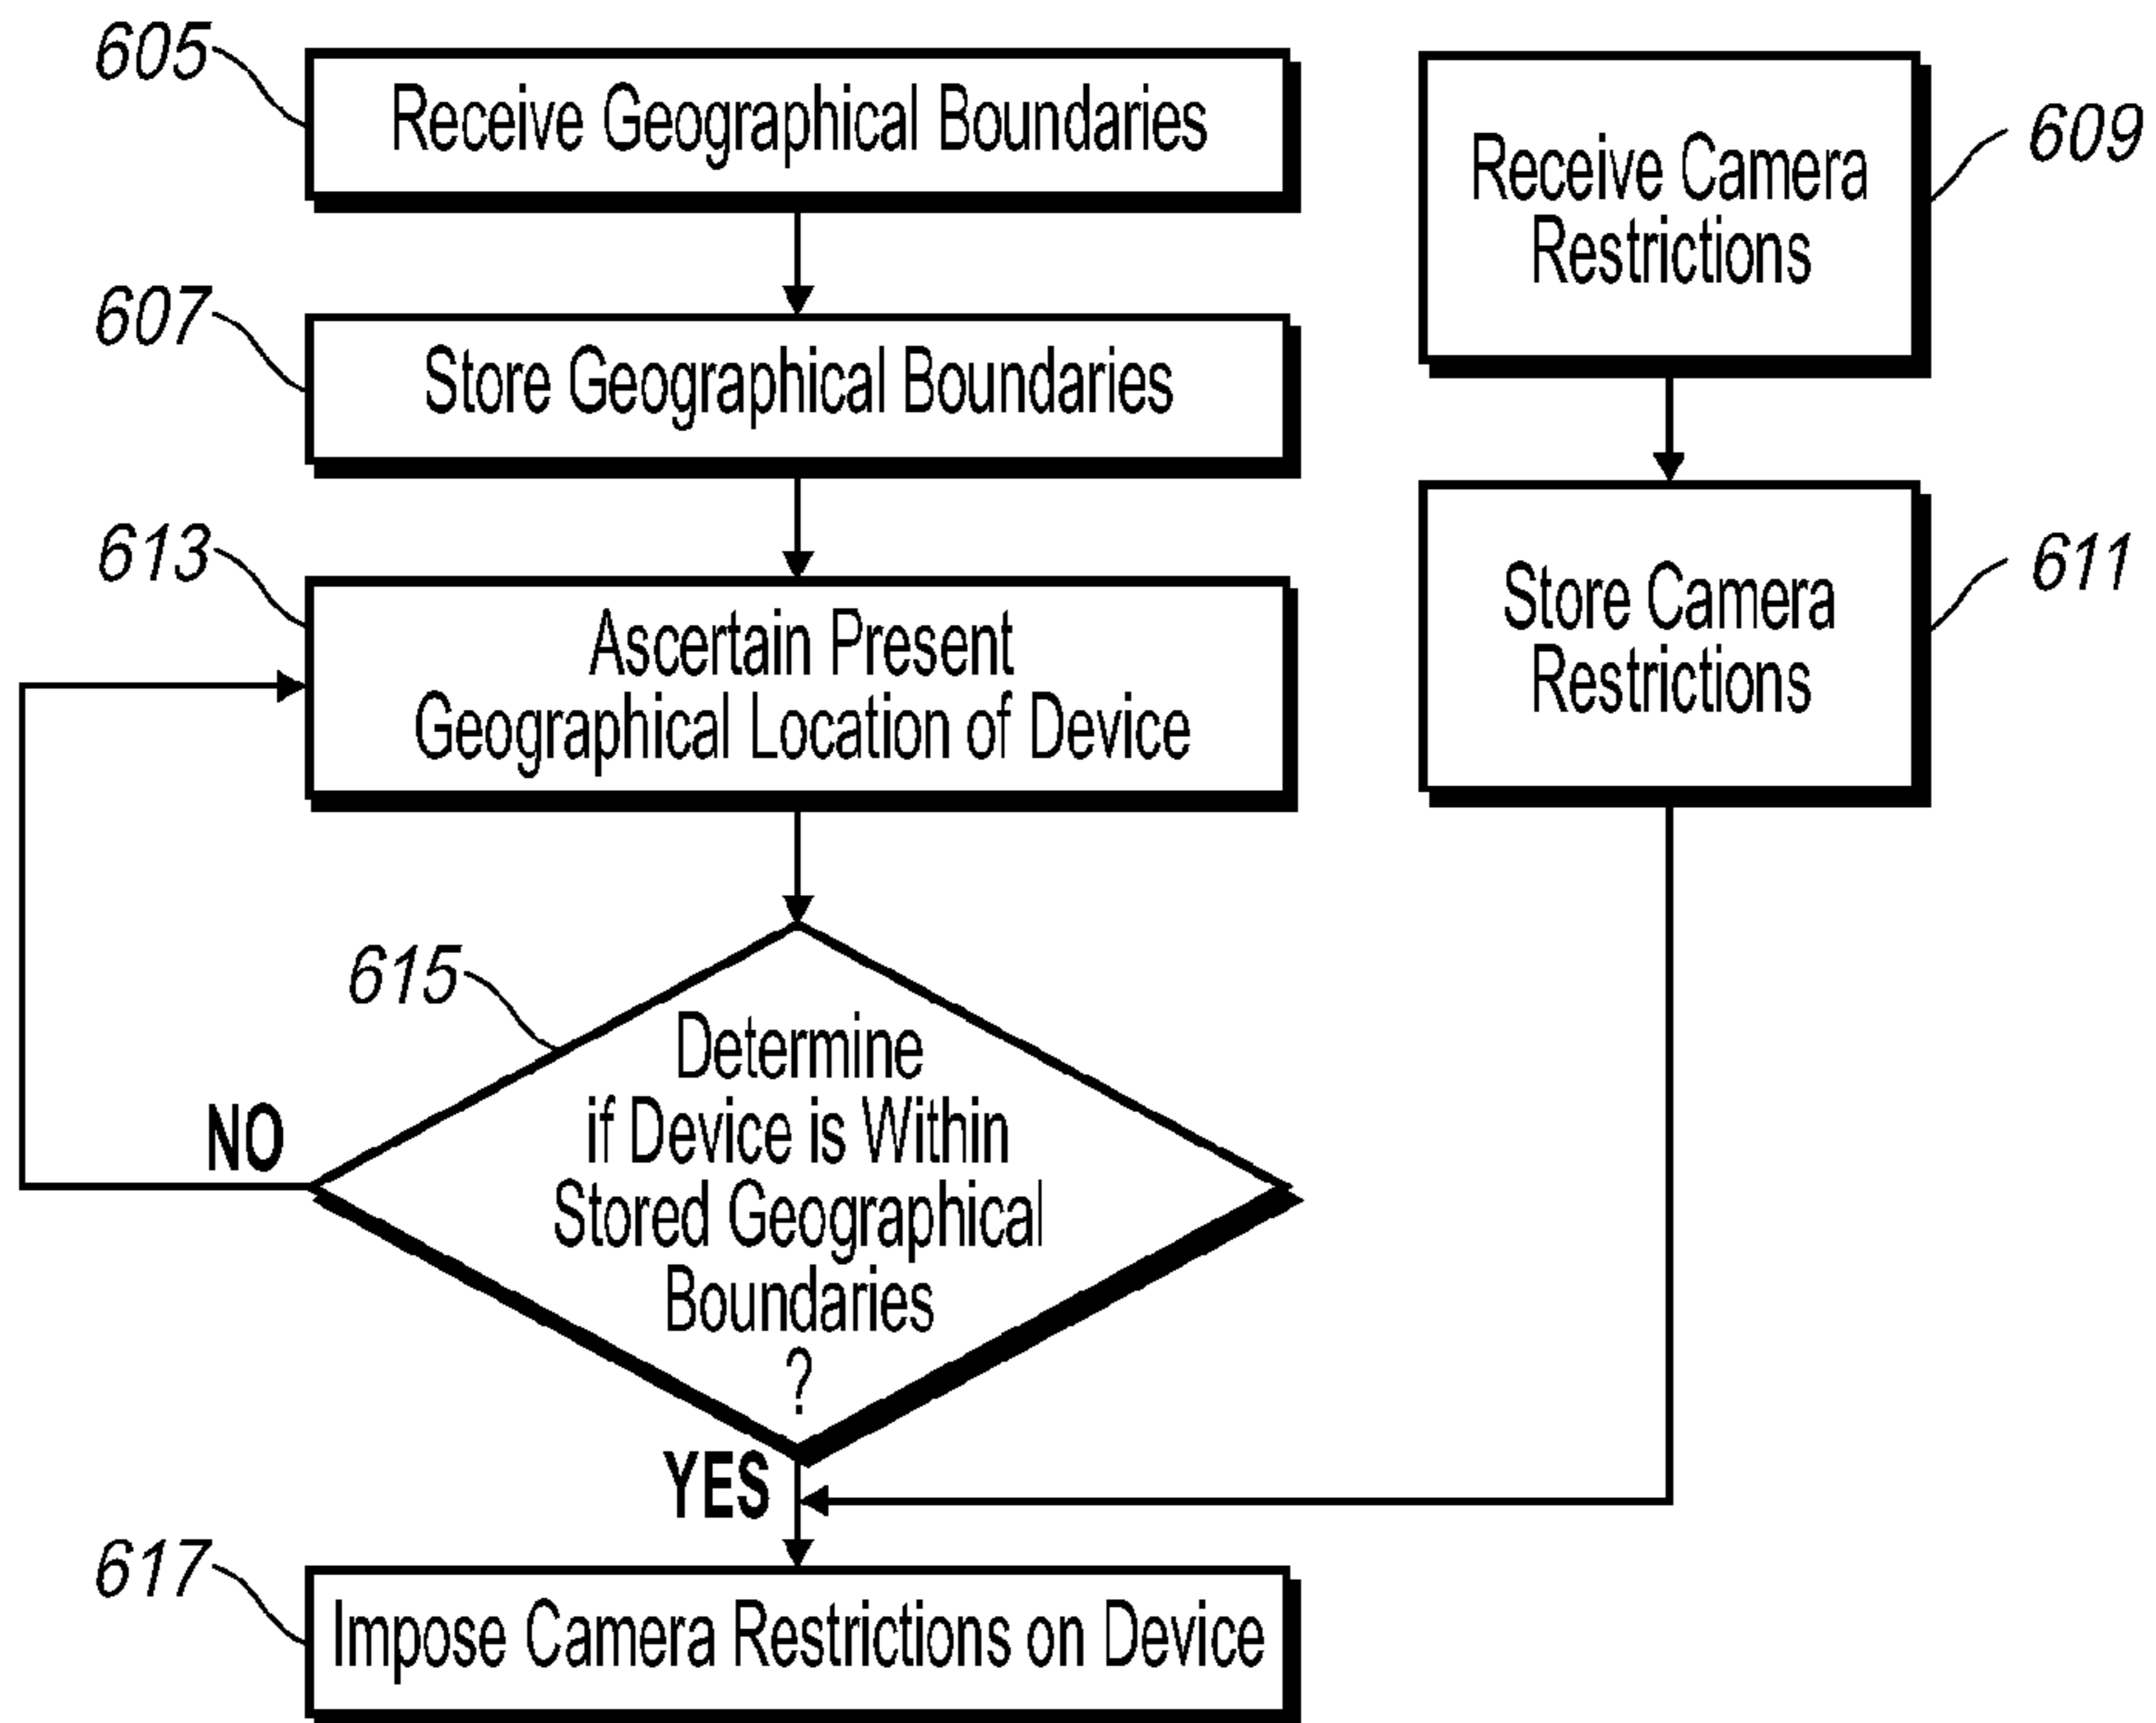 605
Receive Geographical Boundaries
607
Store Geographical Boundaries
613
Ascertain Present
Geographical Location of Device
615
Determine
if Device is Within
Stored Geographical
Boundaries
?
NO
YES
617
Impose Camera Restrictions on Device
Receive Camera
Restrictions
609
Store Camera
Restrictions
611